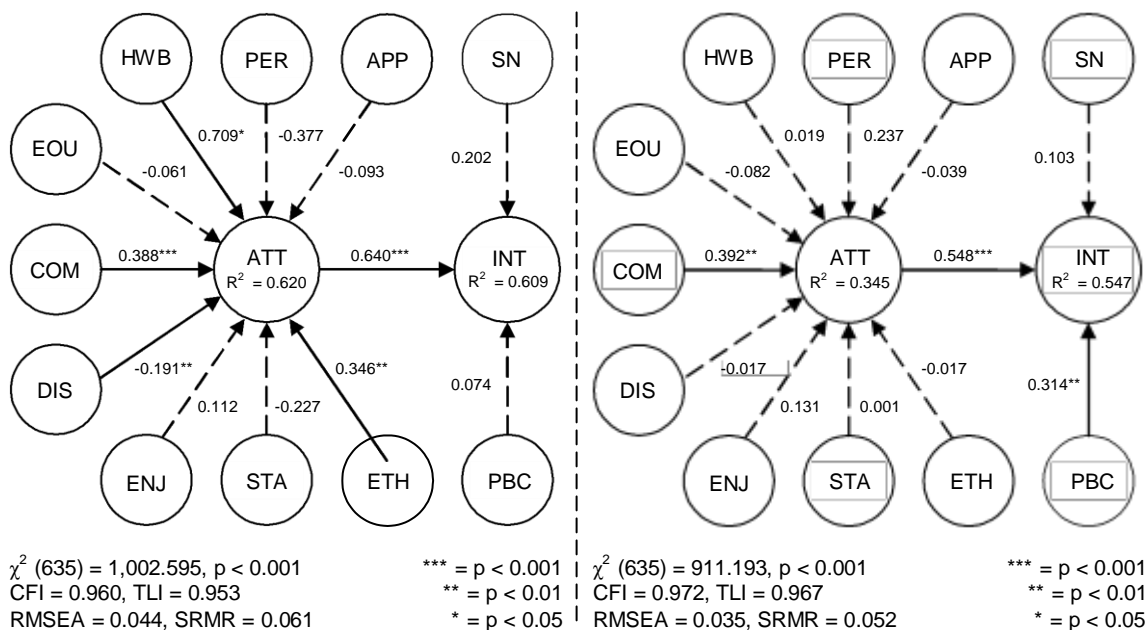 HWB
PER
APP
SN
EOU
0.709*
-0.377
-0.061
-0.093
0.202
COM
0.388***
ATT
R² = 0.620
0.640***
INT
R² = 0.609
DIS
-0.191**
0.112
-0.227
0.346**
0.074
ENJ
STA
ETH
PBC
χ² (635) = 1,002.595, p < 0.001
CFI = 0.960, TLI = 0.953
RMSEA = 0.044, SRMR = 0.061
*** = p < 0.001
** = p < 0.01
* = p < 0.05
HWB
PER
APP
SN
EOU
0.019
0.237
-0.082
-0.039
0.103
COM
0.392**
ATT
R² = 0.345
0.548***
INT
R² = 0.547
DIS
-0.017
0.131
0.001
-0.017
0.314**
ENJ
STA
ETH
PBC
χ² (635) = 911.193, p < 0.001
CFI = 0.972, TLI = 0.967
RMSEA = 0.035, SRMR = 0.052
*** = p < 0.001
** = p < 0.01
* = p < 0.05